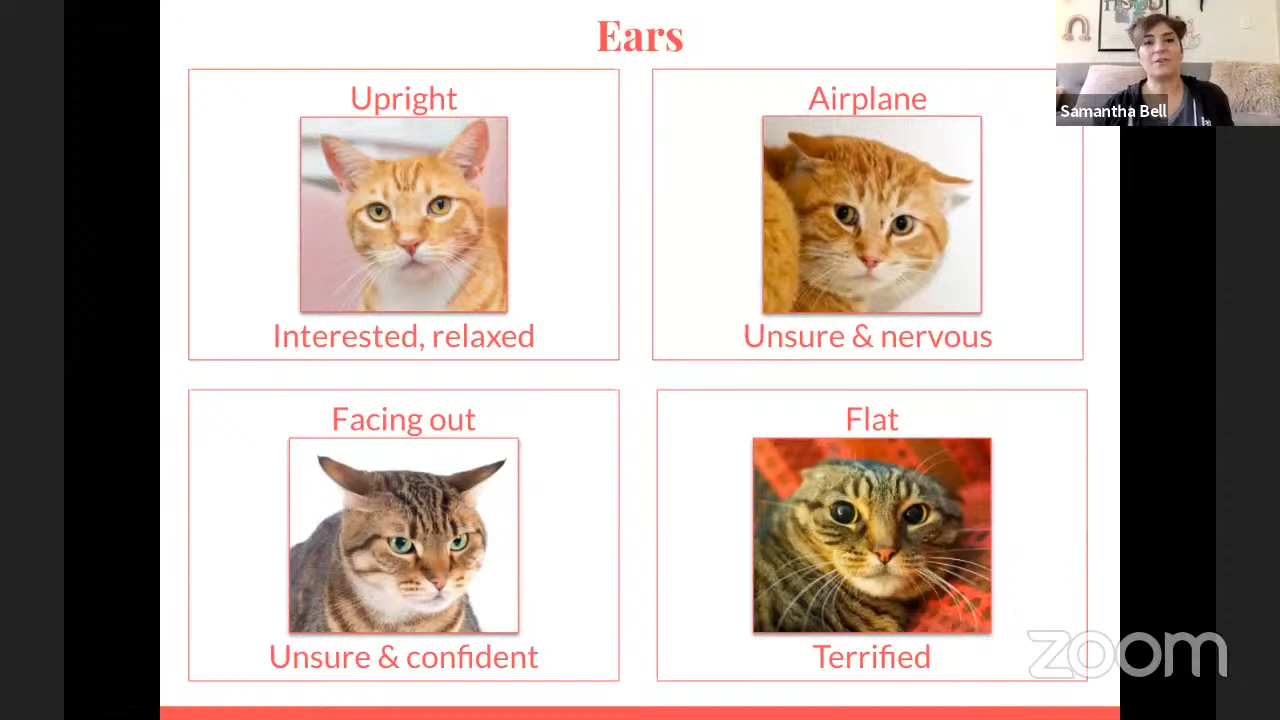 Ears
Upright
Interested, relaxed
Airplane
Unsure & nervous
Facing out
Unsure & confident
Flat
Terrified
Samantha Bell
zoom